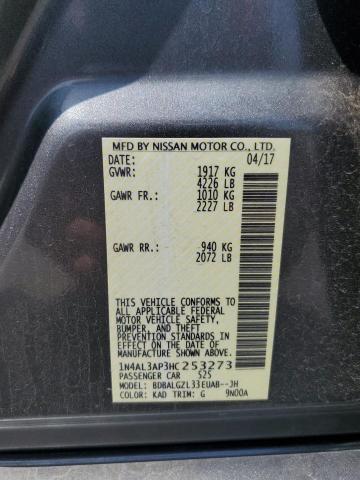 MFD BY NISSAN MOTOR CO., LTD.
DATE: 04/17
GVWR: 1917 KG
4226 LB
GAWR FR.: 1010 KG
2227 LB
GAWR RR.: 940 KG
2072 LB
THIS VEHICLE CONFORMS TO
ALL APPLICABLE FEDERAL
MOTOR VEHICLE SAFETY,
BUMPER, AND THEFT
PREVENTION STANDARDS
IN EFFECT ON THE DATE OF
MANUFACTURE SHOWN ABOVE.
1N4AL3AP3HC253273
PASSENGER CAR S2S
MODEL: BDBALGZL33EUAB--JH
COLOR: KAD TRIM: G 9N00A